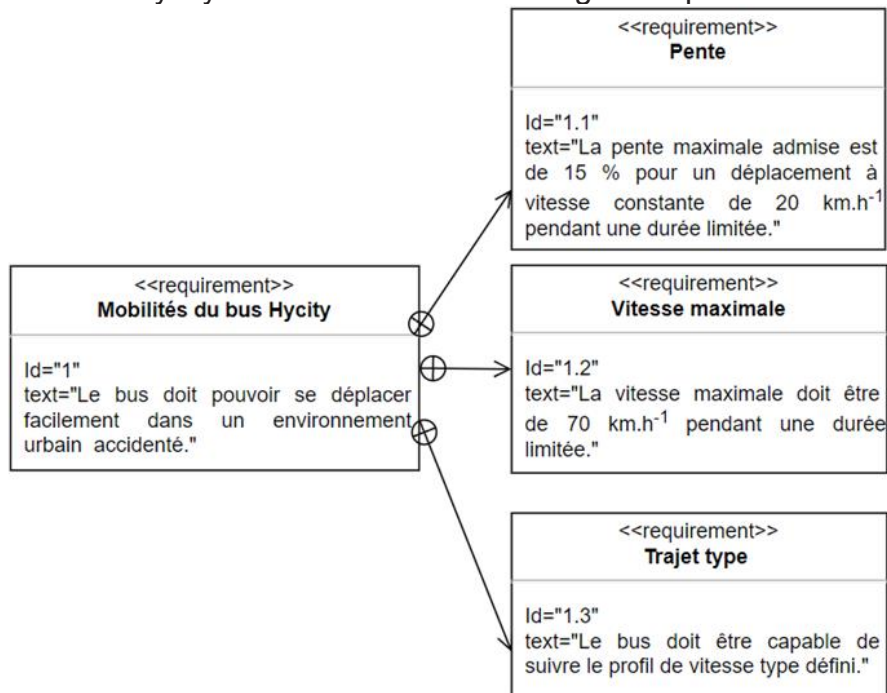 <<requirement>>
Pente
Id="1.1"
text="La pente maximale admise est
de 15 % pour un déplacement à
vitesse constante de 20 km.h-1
pendant une durée limitée."
<<requirement>>
Mobilités du bus Hycity
Id="1"
text="Le bus doit pouvoir se déplacer
facilement dans un environnement
urbain accidenté."
<<requirement>>
Vitesse maximale
Id="1.2"
text="La vitesse maximale doit être
de 70 km.h-1 pendant une durée
limitée."
<<requirement>>
Trajet type
Id="1.3"
text="Le bus doit être capable de
suivre le profil de vitesse type défini."